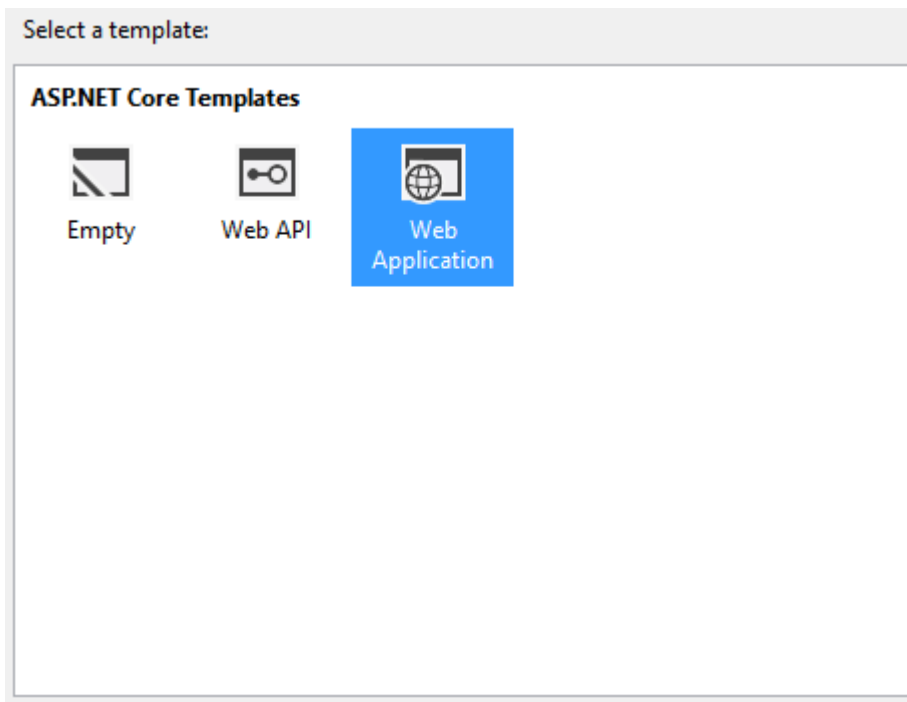 Select a template:
ASP.NET Core Templates
Empty
Web API
Web
Application